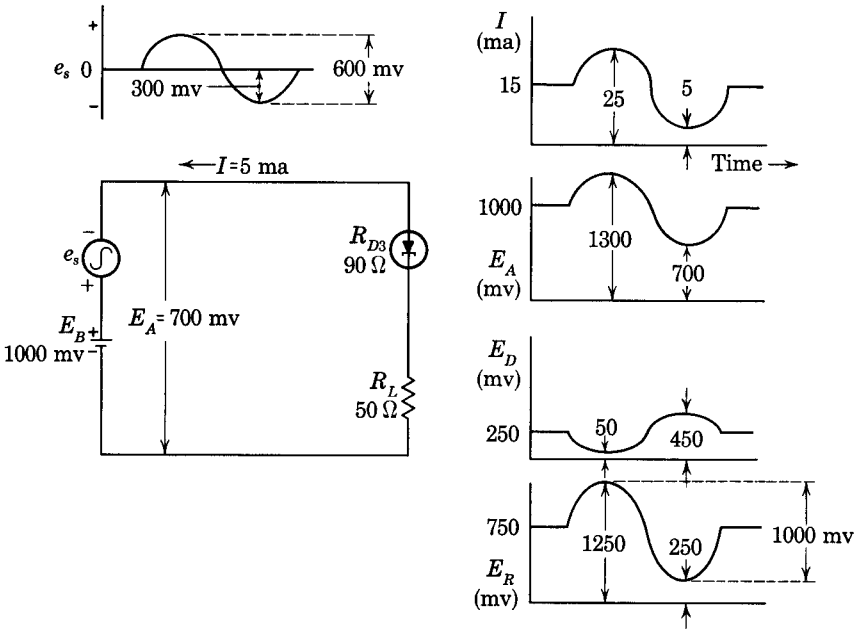 +
e_s 0
−
300 mv
600 mv
I=5 ma
−
e_s
+
E_B +
1000 mv −
E_A = 700 mv
R_D3
90 Ω
R_L
50 Ω
I
(ma)
15
25
5
Time
1000
1300
E_A
(mv)
700
E_D
(mv)
250
50
450
750
1250
250
1000 mv
E_R
(mv)